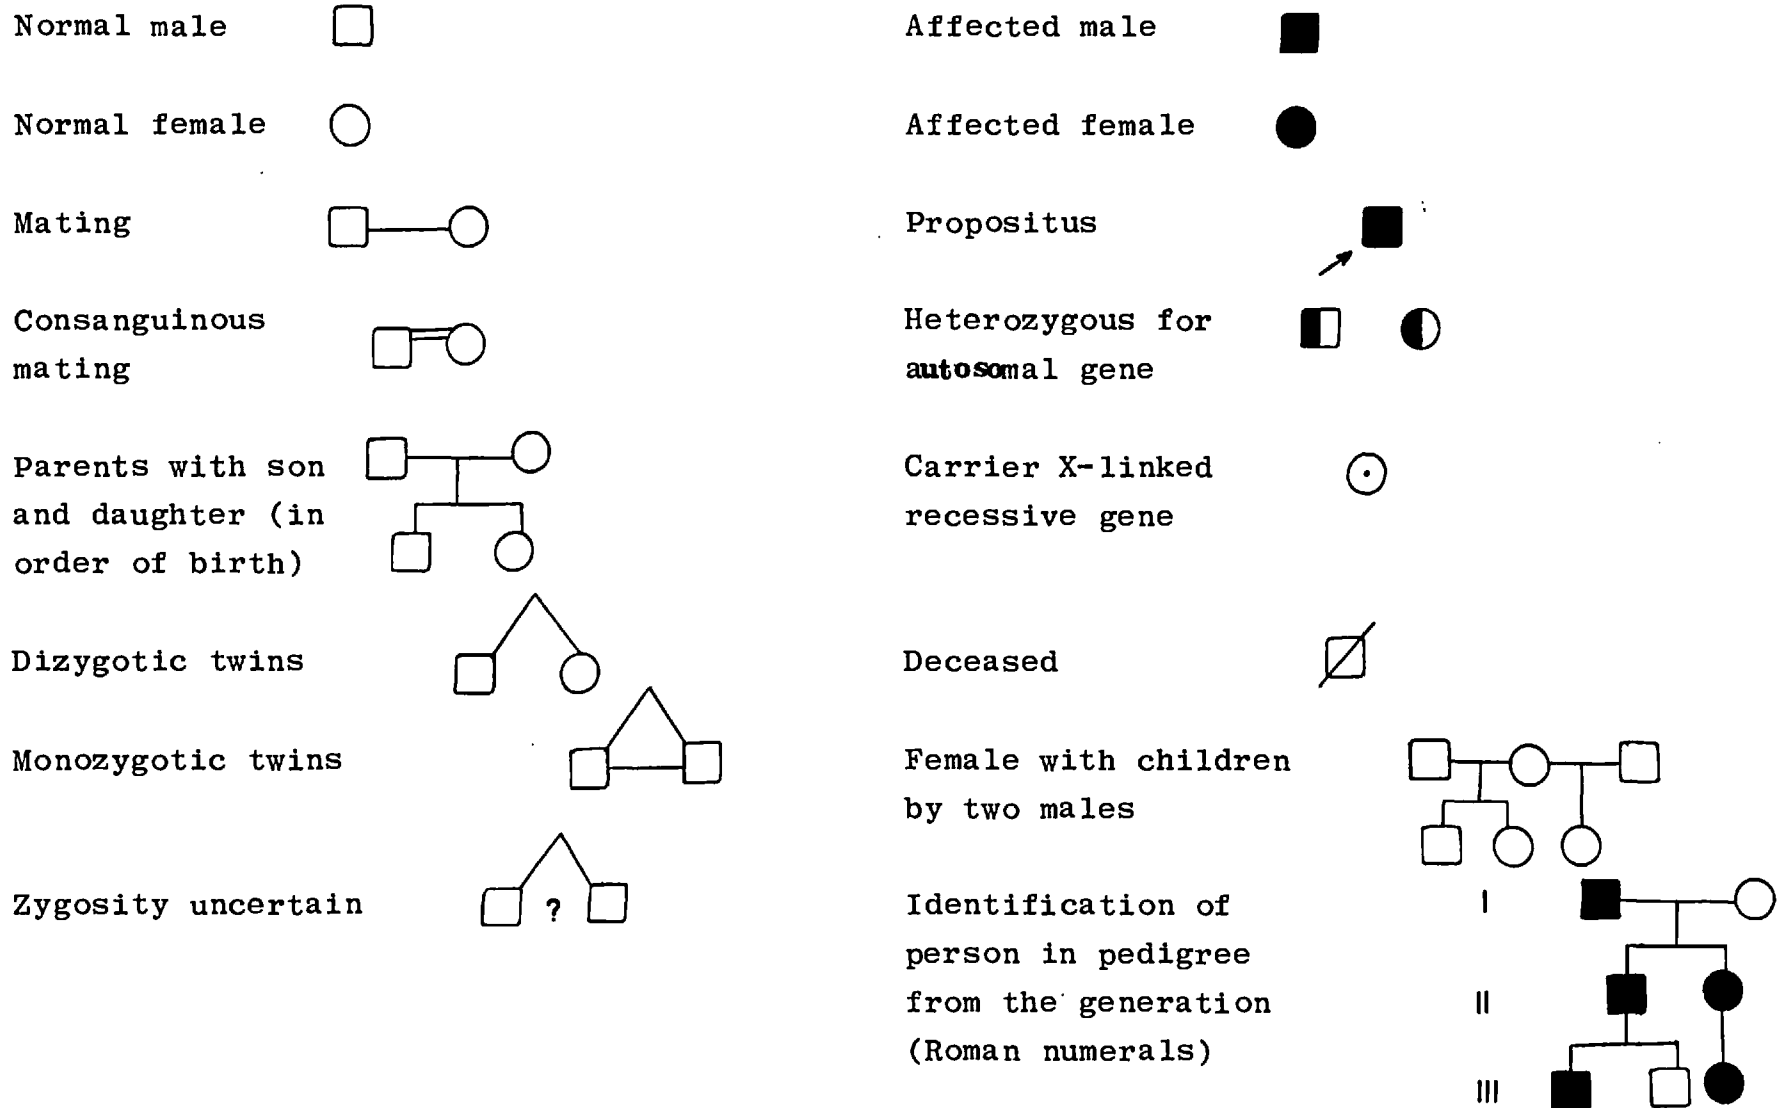 Normal male
Normal female
Mating
Consanguinous
mating
Parents with son
and daughter (in
order of birth)
Dizygotic twins
Monozygotic twins
Zygosity uncertain
?
Affected male
Affected female
Propositus
Heterozygous for
autosomal gene
Carrier X-linked
recessive gene
Deceased
Female with children
by two males
Identification of
person in pedigree
from the generation
(Roman numerals)
I
II
III